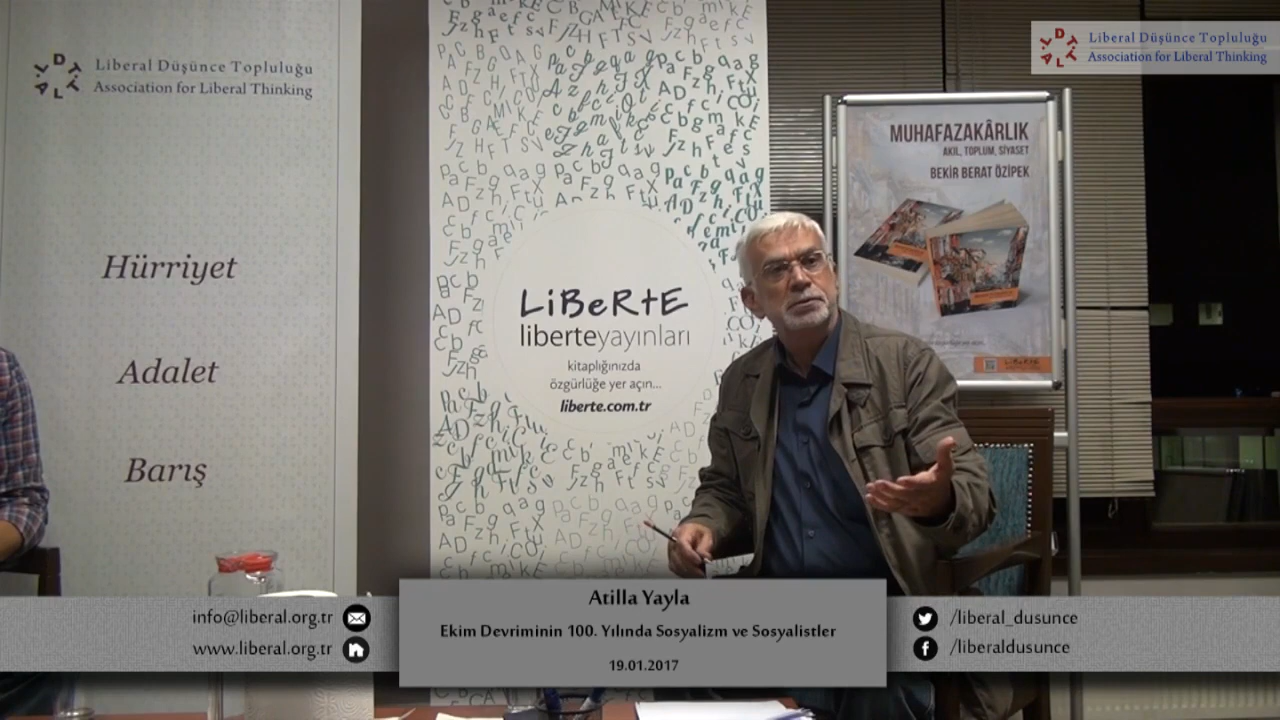 Liberal Düşünce Topluluğu
Association for Liberal Thinking
Hürriyet
Adalet
Barış
LiBeRtE
liberteyayınları
kitaplığınızda
özgürlüğe yer açın...
liberte.com.tr
Liberal Düşünce Topluluğu
Association for Liberal Thinking
MUHAFAZAKÂRLIK
AKIL, TOPLUM, SİYASET
BEKİR BERAT ÖZİPEK
LiBeRtE
info@liberal.org.tr
www.liberal.org.tr
Atilla Yayla
Ekim Devriminin 100. Yılında Sosyalizm ve Sosyalistler
19.01.2017
/liberal_dusunce
/liberaldusunce